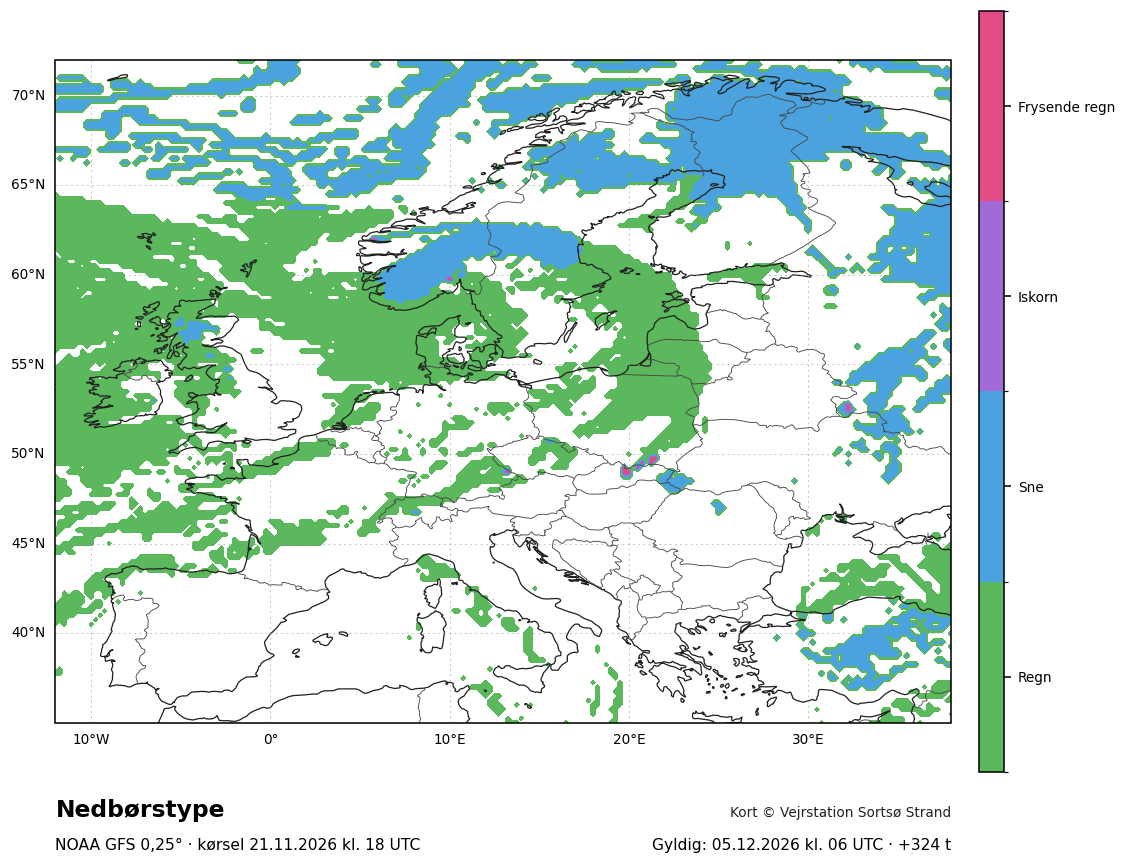 70°N
65°N
60°N
55°N
50°N
45°N
40°N
10°W
0°
10°E
20°E
30°E
Frysende regn
Iskorn
Sne
Regn
Nedbørstype
Kort © Vejrstation Sortsø Strand
NOAA GFS 0,25° · kørsel 21.11.2026 kl. 18 UTC
Gyldig: 05.12.2026 kl. 06 UTC · +324 t